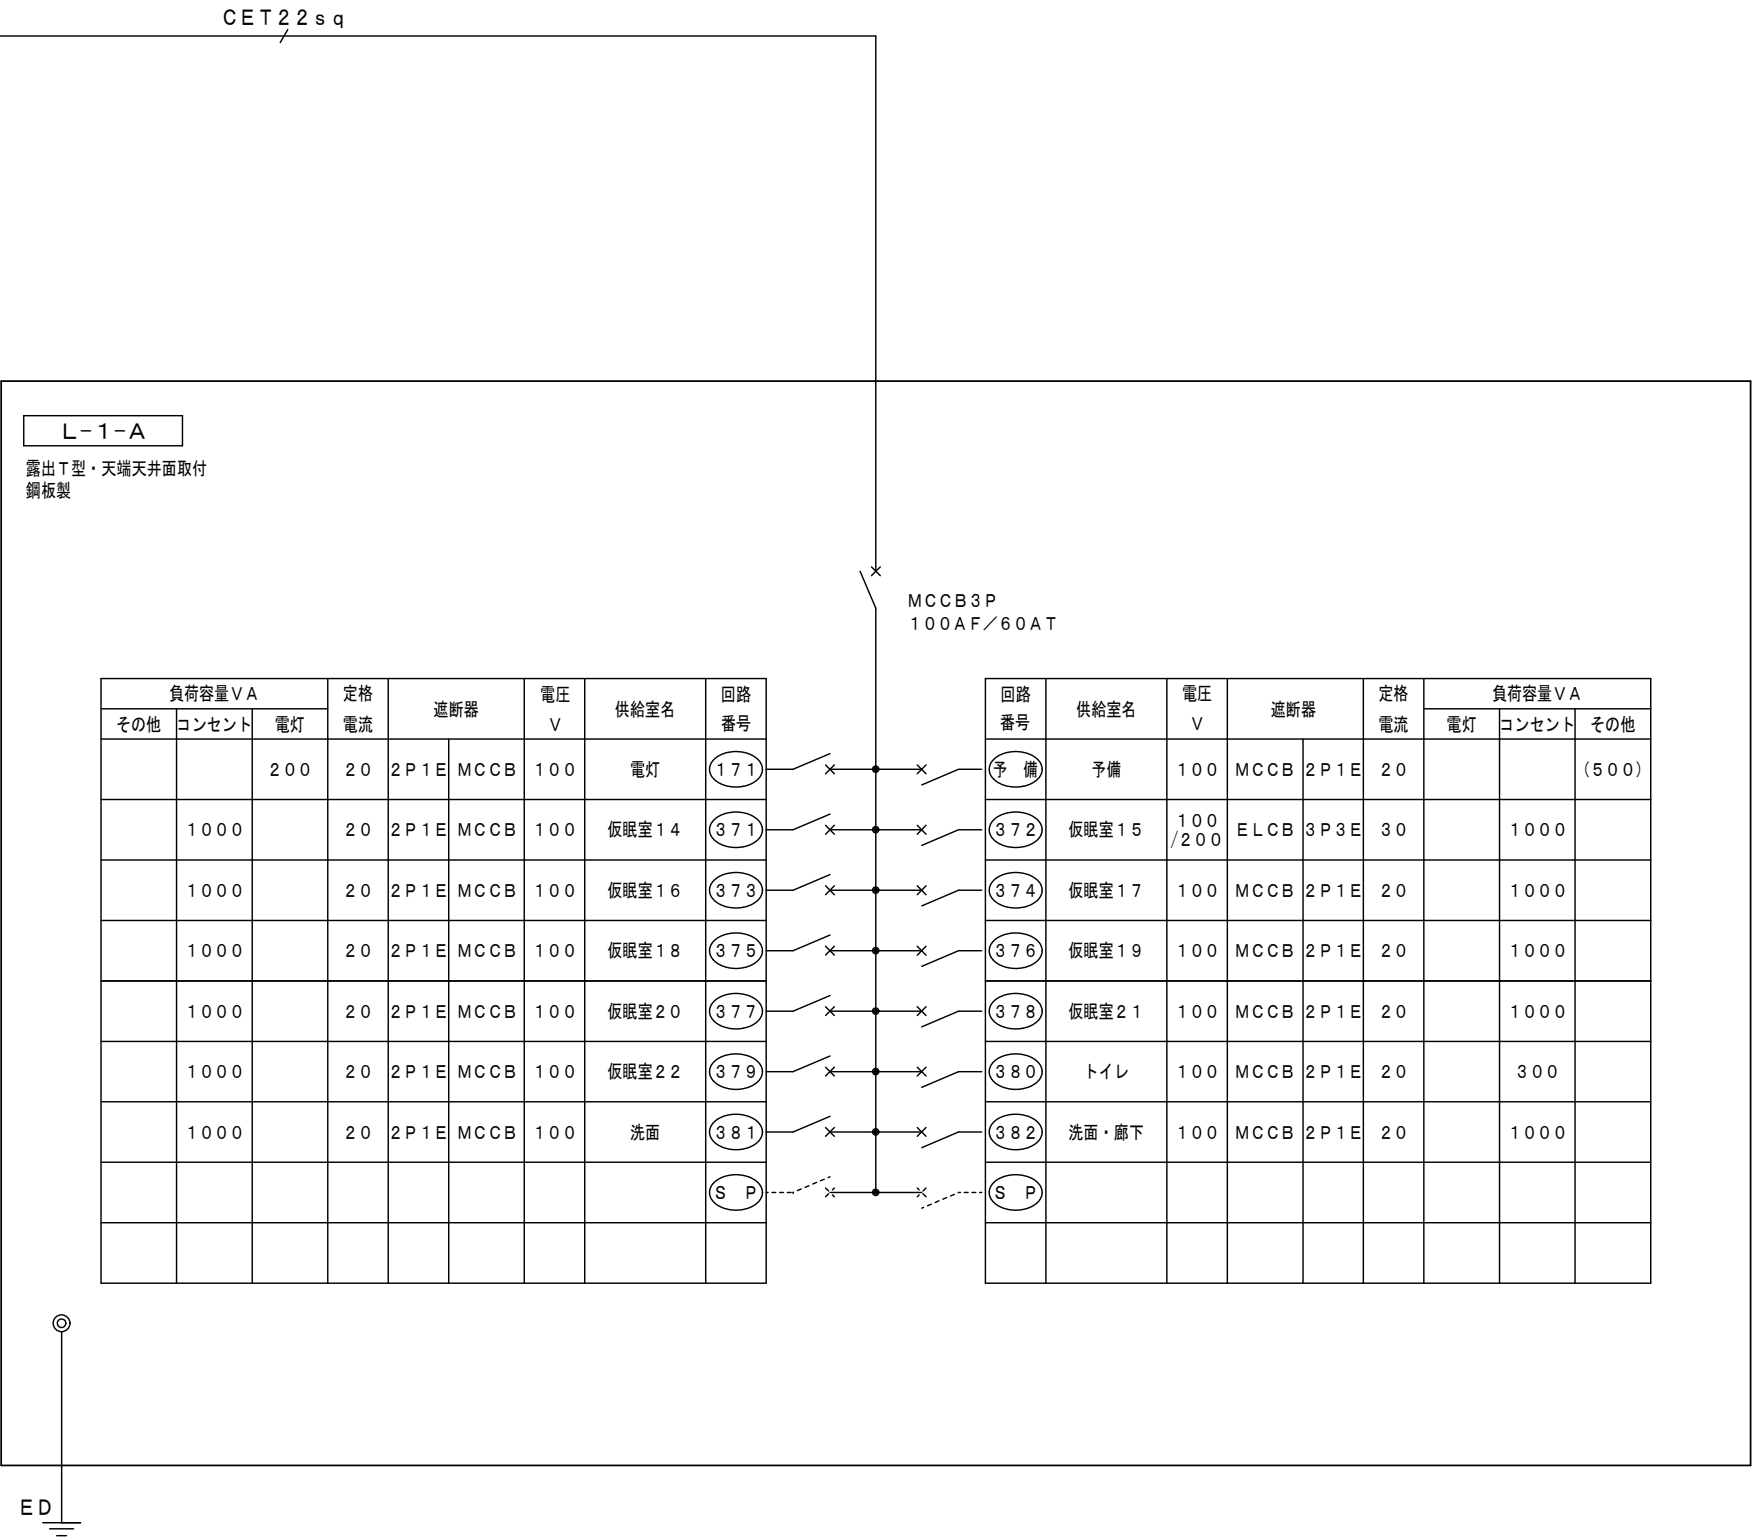 CET22sq
L-1-A
露出T型・天端天井面取付
鋼板製
MCCB3P
100AF/60AT
負荷容量VA 定格電流 遮断器 電圧V 供給室名 回路番号
その他 コンセント 電灯
200 20 2P1E MCCB 100 電灯 171
1000 20 2P1E MCCB 100 仮眠室14 371
1000 20 2P1E MCCB 100 仮眠室16 373
1000 20 2P1E MCCB 100 仮眠室18 375
1000 20 2P1E MCCB 100 仮眠室20 377
1000 20 2P1E MCCB 100 仮眠室22 379
1000 20 2P1E MCCB 100 洗面 381
SP
回路番号 供給室名 電圧V 遮断器 定格電流 負荷容量VA
電灯 コンセント その他
予備 予備 100 MCCB 2P1E 20 (500)
372 仮眠室15 100/200 ELCB 3P3E 30 1000
374 仮眠室17 100 MCCB 2P1E 20 1000
376 仮眠室19 100 MCCB 2P1E 20 1000
378 仮眠室21 100 MCCB 2P1E 20 1000
380 トイレ 100 MCCB 2P1E 20 300
382 洗面・廊下 100 MCCB 2P1E 20 1000
SP
ED